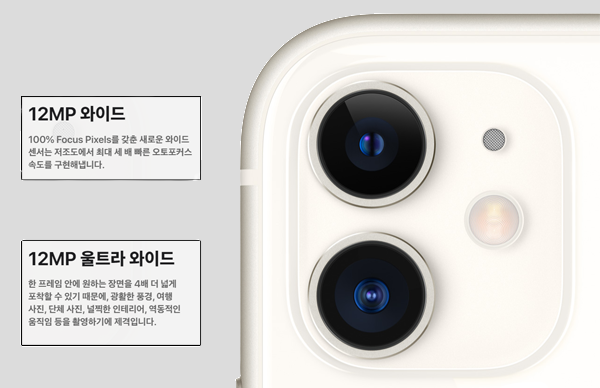 12MP 와이드
100% Focus Pixels를 갖춘 새로운 와이드
센서는 저조도에서 최대 세 배 빠른 오토포커스
속도를 구현해냅니다.
12MP 울트라 와이드
한 프레임 안에 원하는 장면을 4배 더 넓게
포착할 수 있기 때문에, 광활한 풍경, 여행
사진, 단체 사진, 널찍한 인테리어, 역동적인
움직임 등을 촬영하기에 제격입니다.